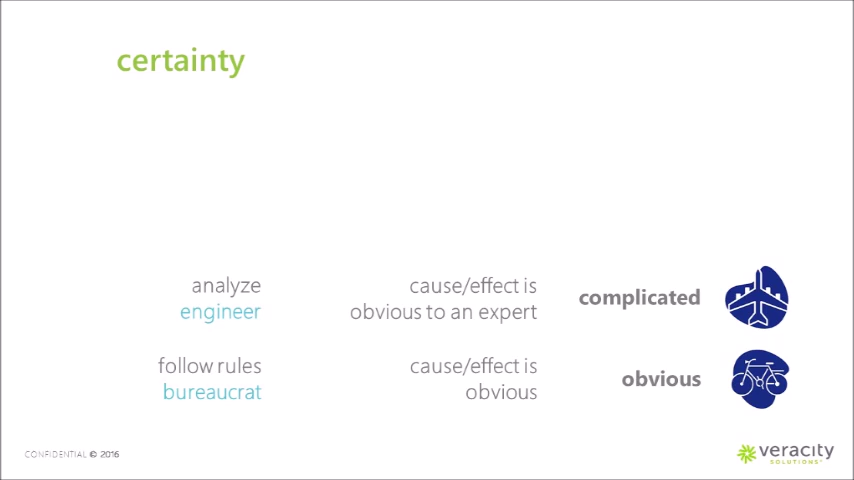 certainty
analyze
engineer
cause/effect is
obvious to an expert
complicated
follow rules
bureaucrat
cause/effect is
obvious
obvious
CONFIDENTIAL © 2016
veracity
SOLUTIONS